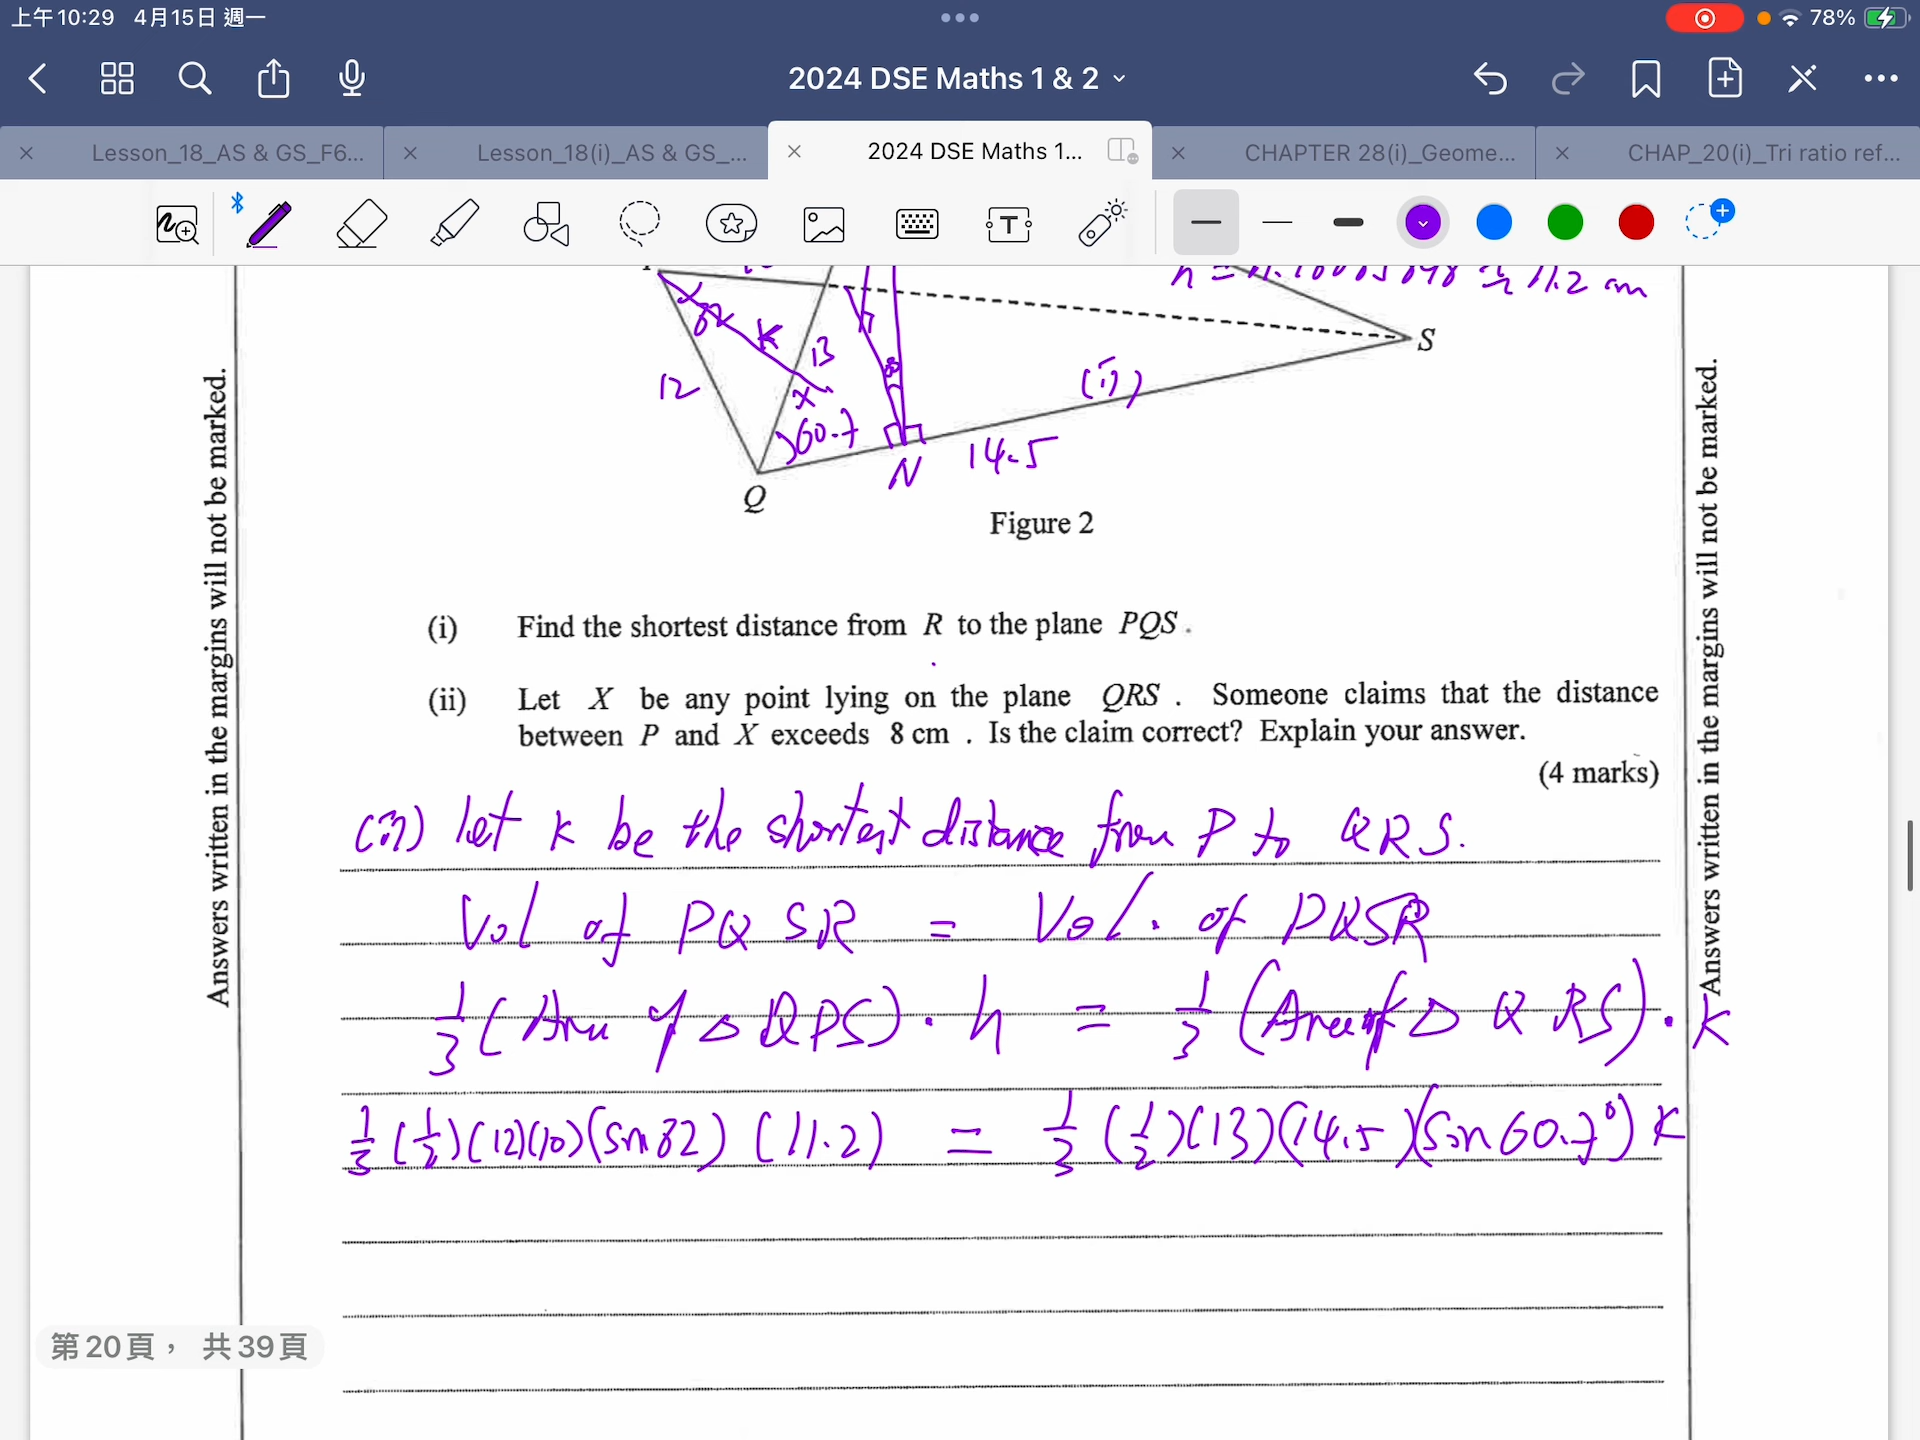 上午10:29 4月15日 週一
78%
2024 DSE Maths 1 & 2
Lesson_18_AS & GS_F6...
Lesson_18(i)_AS & GS_...
2024 DSE Maths 1...
CHAPTER 28(i)_Geome...
CHAP_20(i)_Tri ratio ref...
≈ 11.2 cm
82
K
13
12
X
60.7
(i)
14.5
N
S
Q
Figure 2
(i) Find the shortest distance from R to the plane PQS .
(ii) Let X be any point lying on the plane QRS . Someone claims that the distance
between P and X exceeds 8 cm . Is the claim correct? Explain your answer.
(4 marks)
(ii) let K be the shortest distance from P to QRS.
Vol of PQSR = Vol. of PQSR
1/3 (Area of △ QPS) · h = 1/3 (Area of △ QRS) · K
1/3 (1/2)(12)(10)(sin 82) (11.2) = 1/3 (1/2)(13)(14.5)(sin 60.7°) K
Answers written in the margins will not be marked.
Answers written in the margins will not be marked.
第20頁， 共39頁